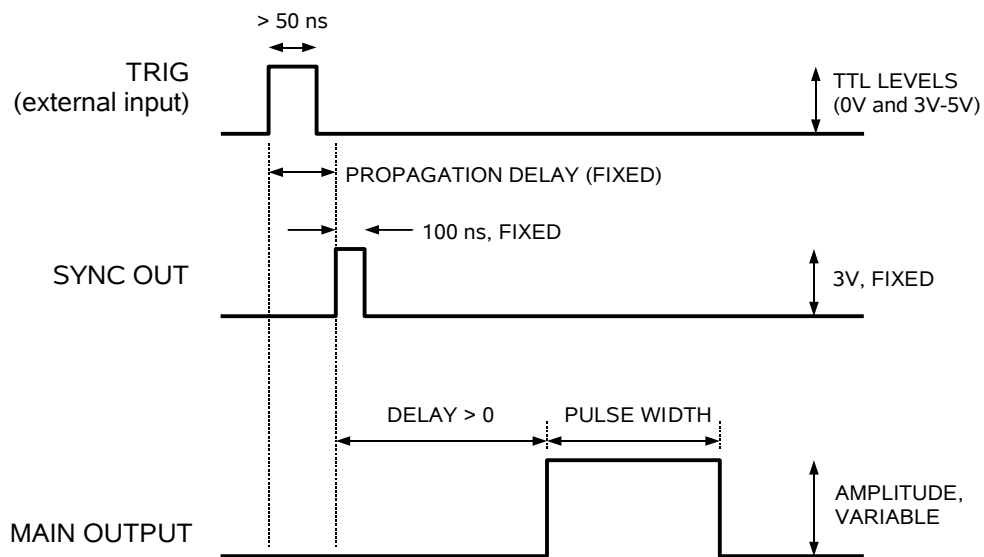 > 50 ns
TRIG
(external input)
TTL LEVELS
(0V and 3V-5V)
PROPAGATION DELAY (FIXED)
100 ns, FIXED
SYNC OUT
3V, FIXED
DELAY > 0
PULSE WIDTH
AMPLITUDE,
VARIABLE
MAIN OUTPUT